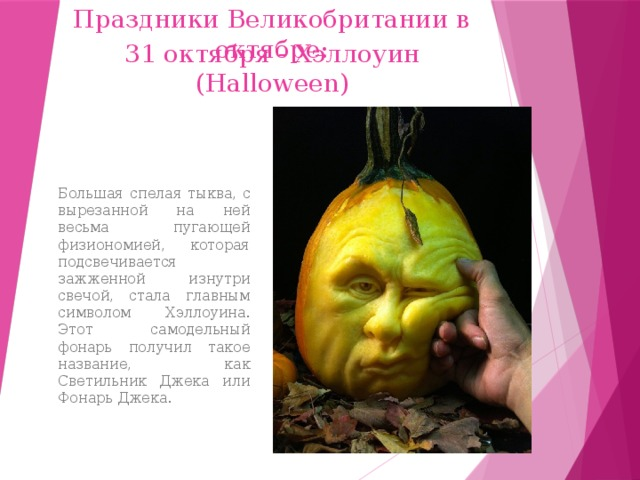 Праздники Великобритании в
октябре:
31 октября - Хэллоуин
(Halloween)
Большая спелая тыква, с
вырезанной на ней
весьма пугающей
физиономией, которая
подсвечивается
зажженной изнутри
свечой, стала главным
символом Хэллоуина.
Этот самодельный
фонарь получил такое
название, как
Светильник Джека или
Фонарь Джека.